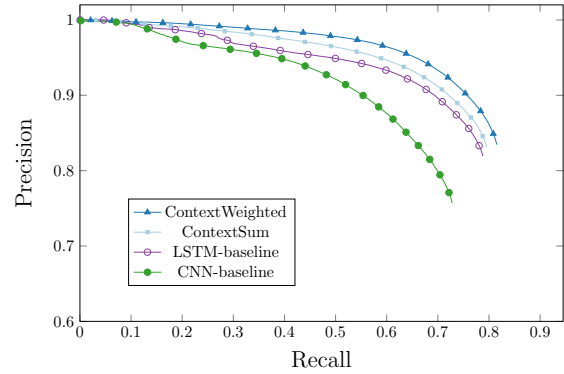 1
0.9
0.8
0.7
0.6
Precision
ContextWeighted
ContextSum
LSTM-baseline
CNN-baseline
0 0.1 0.2 0.3 0.4 0.5 0.6 0.7 0.8 0.9
Recall